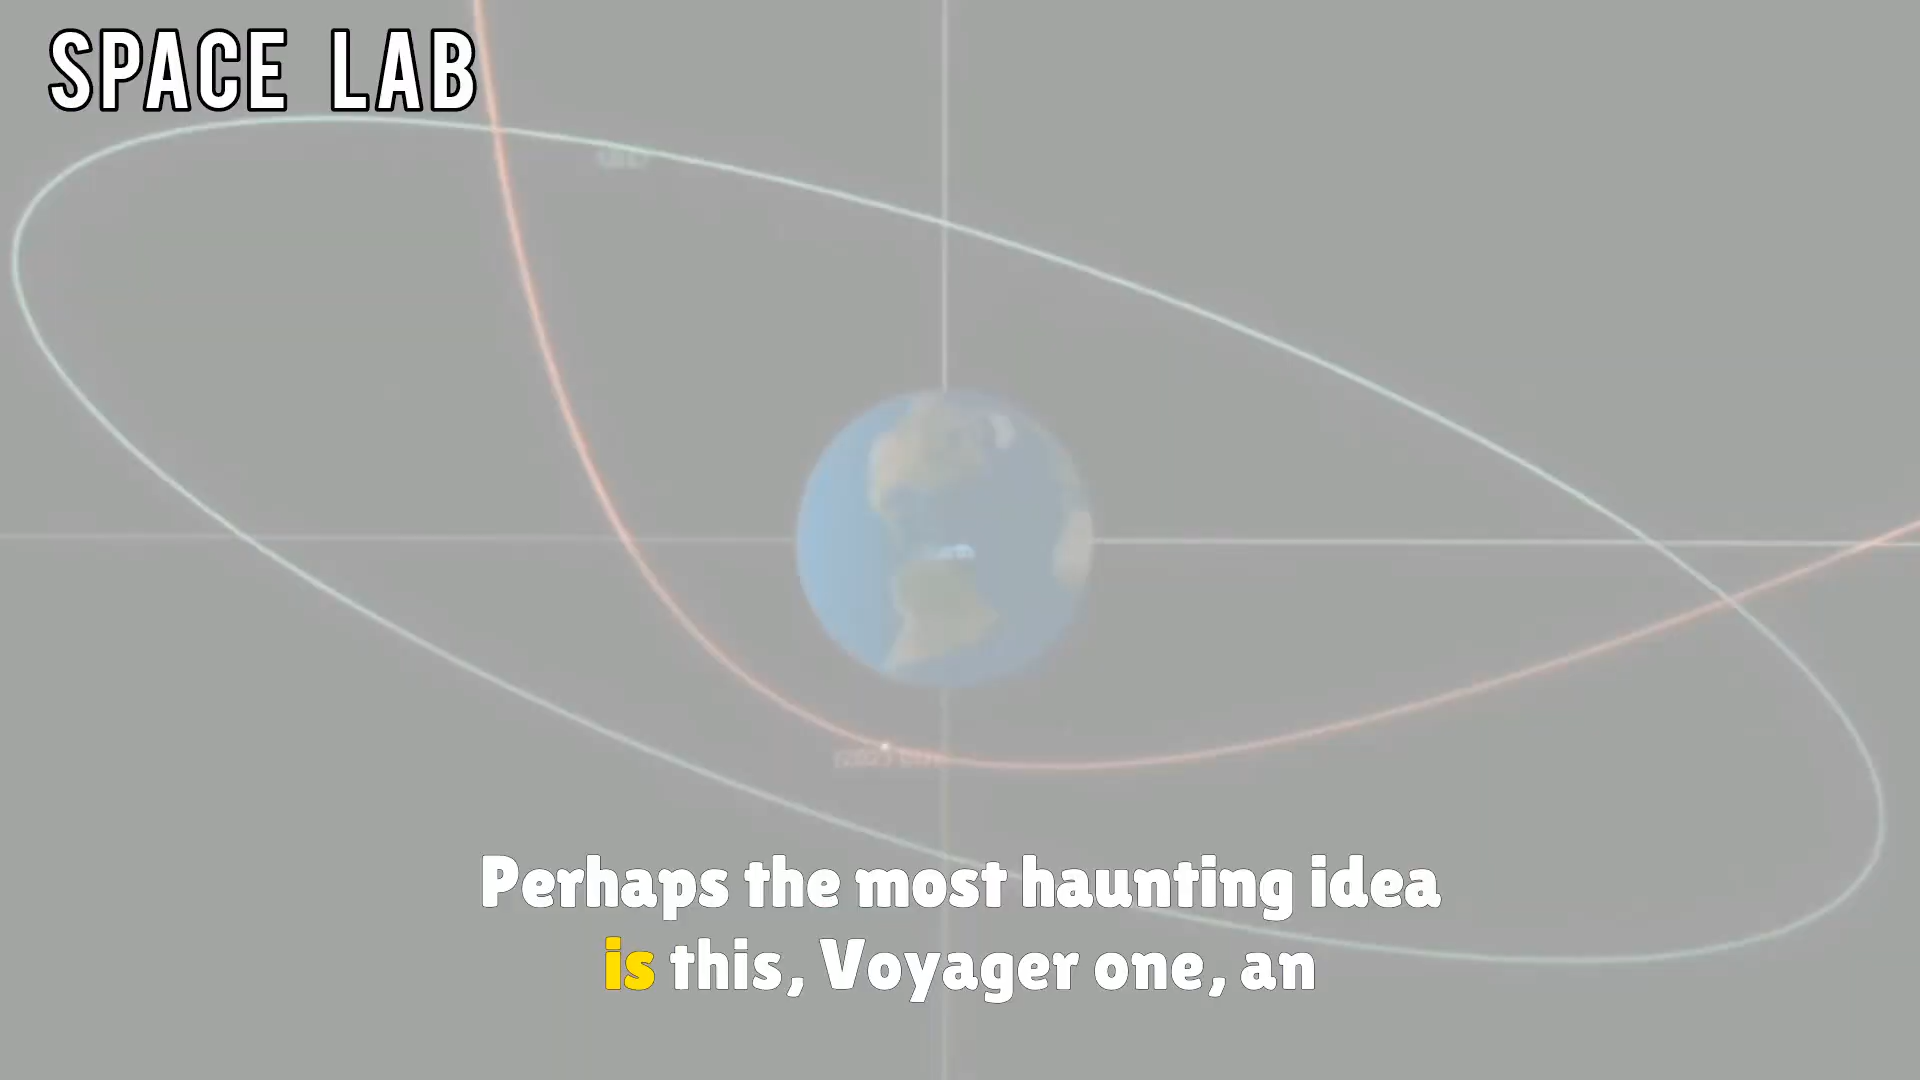 SPACE LAB
Perhaps the most haunting idea
is this, Voyager one, an